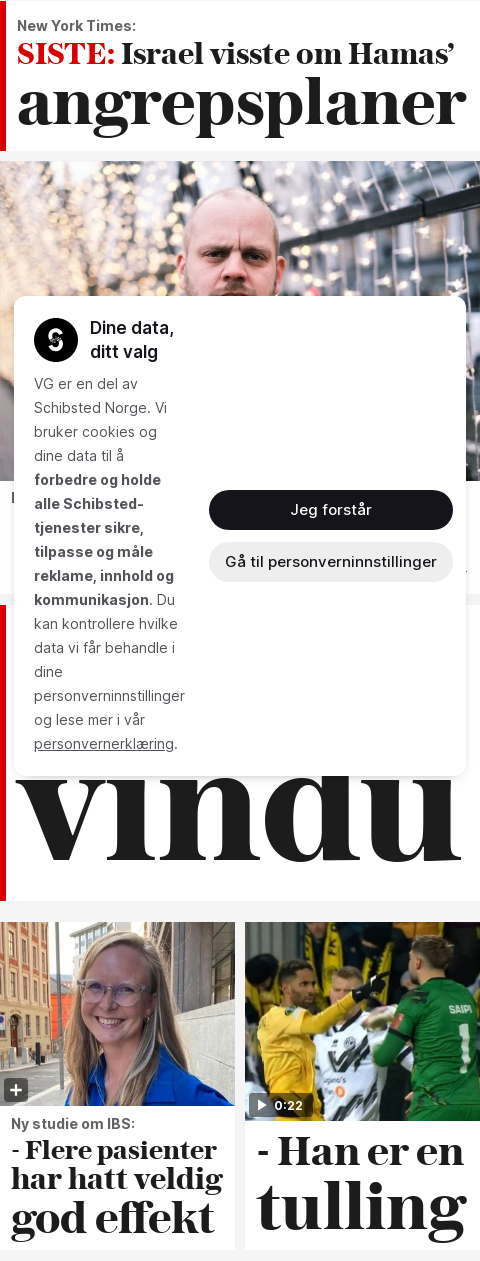 New York Times:
SISTE: Israel visste om Hamas’
angrepsplaner
Dine data,
ditt valg
VG er en del av
Schibsted Norge. Vi
bruker cookies og
dine data til å
forbedre og holde
alle Schibsted-
tjenester sikre,
tilpasse og måle
reklame, innhold og
kommunikasjon. Du
kan kontrollere hvilke
data vi får behandle i
dine
personverninnstillinger
og lese mer i vår
personvernerklæring.
Jeg forstår
Gå til personverninnstillinger
vindu
SAIPI
1
0:22
Ny studie om IBS:
- Flere pasienter
har hatt veldig
god effekt
- Han er en
tulling